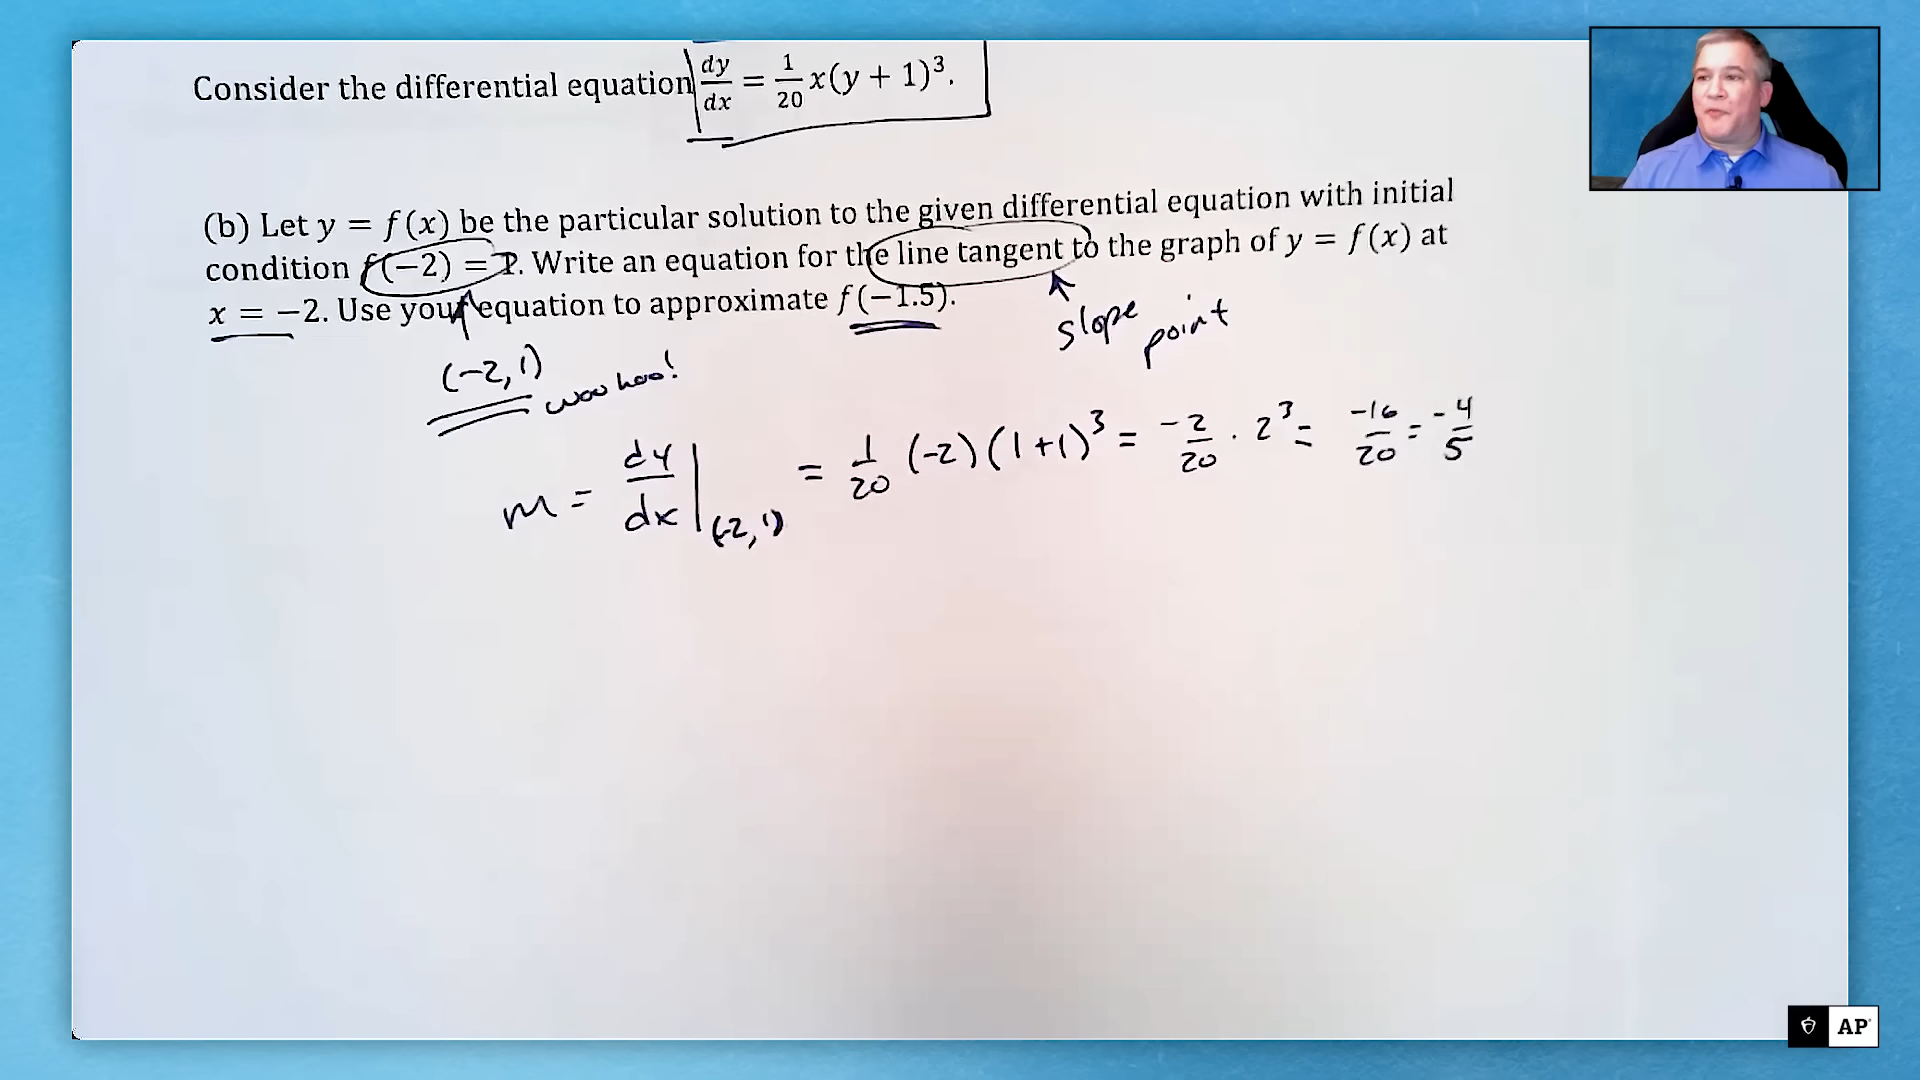 Consider the differential equation dy/dx = 1/20 x(y + 1)³.
(b) Let y = f(x) be the particular solution to the given differential equation with initial
condition f(−2) = 1. Write an equation for the line tangent to the graph of y = f(x) at
x = −2. Use your equation to approximate f(−1.5).
slope point
(-2, 1) woo hoo!
m = dy/dx |(-2, 1) = 1/20 (-2)(1+1)³ = -2/20 · 2³ = -16/20 = -4/5
AP